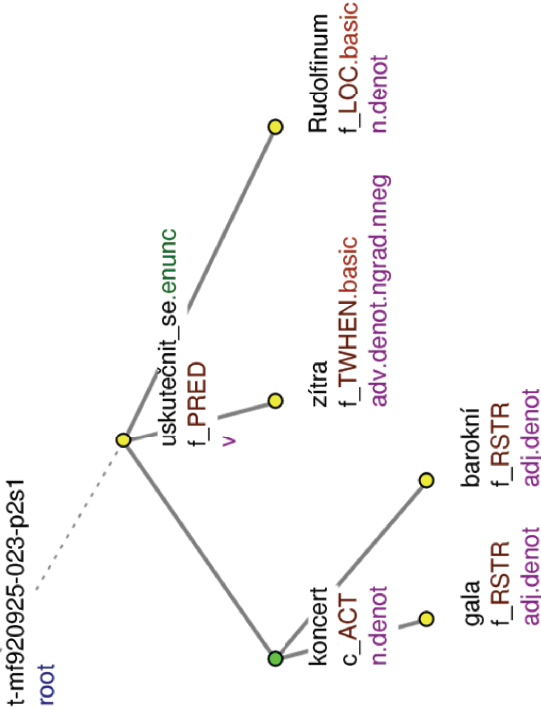 t-mf920925-023-p2s1
root
uskutečnit_se.enunc
f_PRED
v
koncert
c_ACT
n.denot
zítra
f_TWHEN.basic
adv.denot.ngrad.nneg
Rudolfinum
f_LOC.basic
n.denot
gala
f_RSTR
adj.denot
barokní
f_RSTR
adj.denot